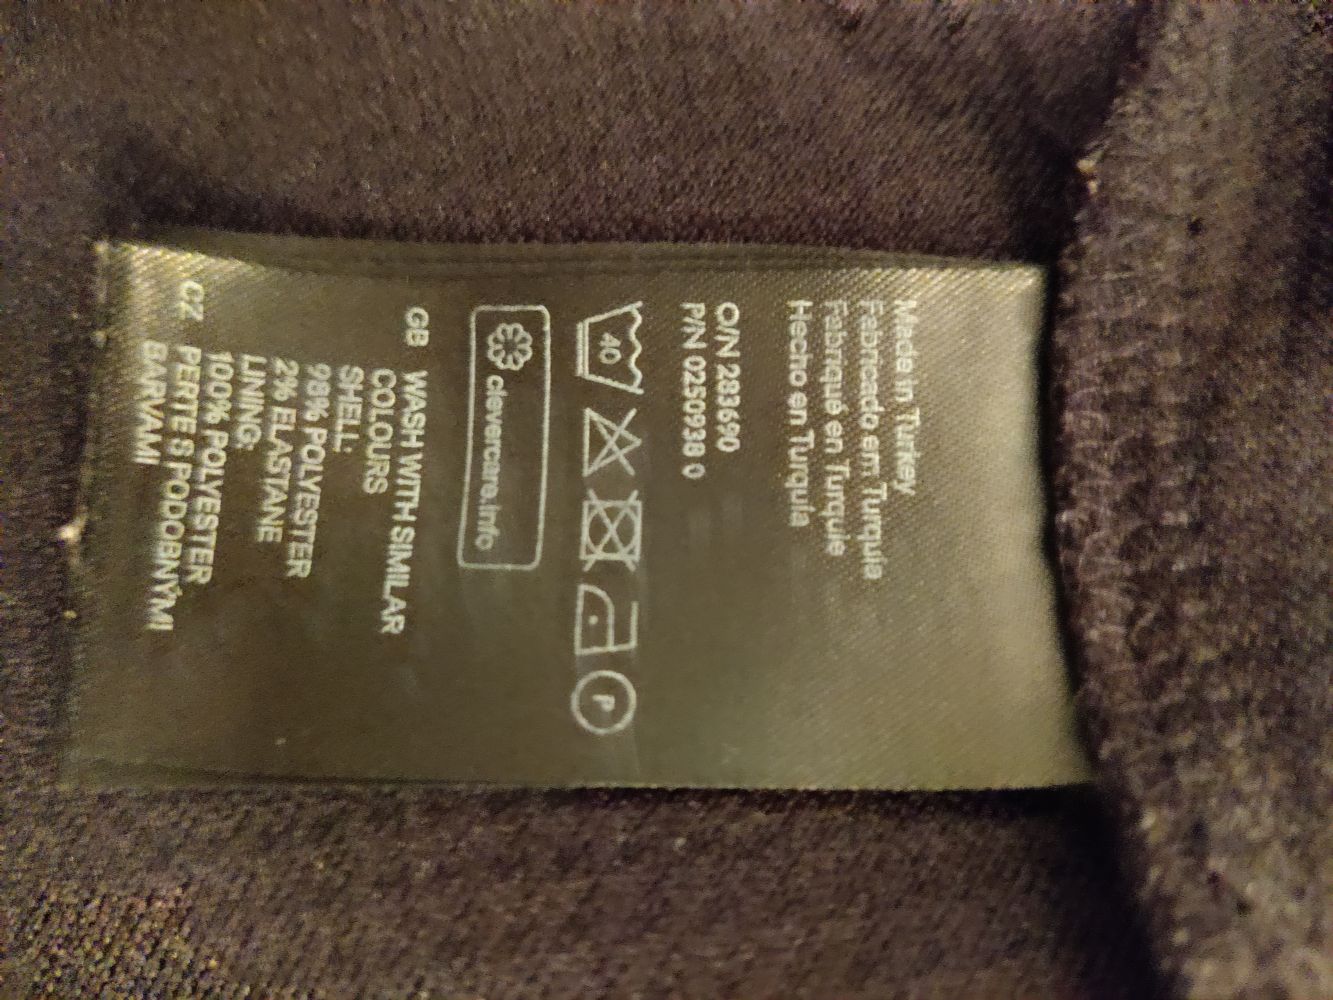 Made in Turkey
Fabricado em Turquia
Fabriqué en Turquie
Hecho en Turquía
O/N 283690
P/N 0250938 0
40
P
clevercare.info
GB WASH WITH SIMILAR
COLOURS
SHELL:
98% POLYESTER
2% ELASTANE
LINING:
100% POLYESTER
CZ PERTE S PODOBNÝMI
BARVAMI